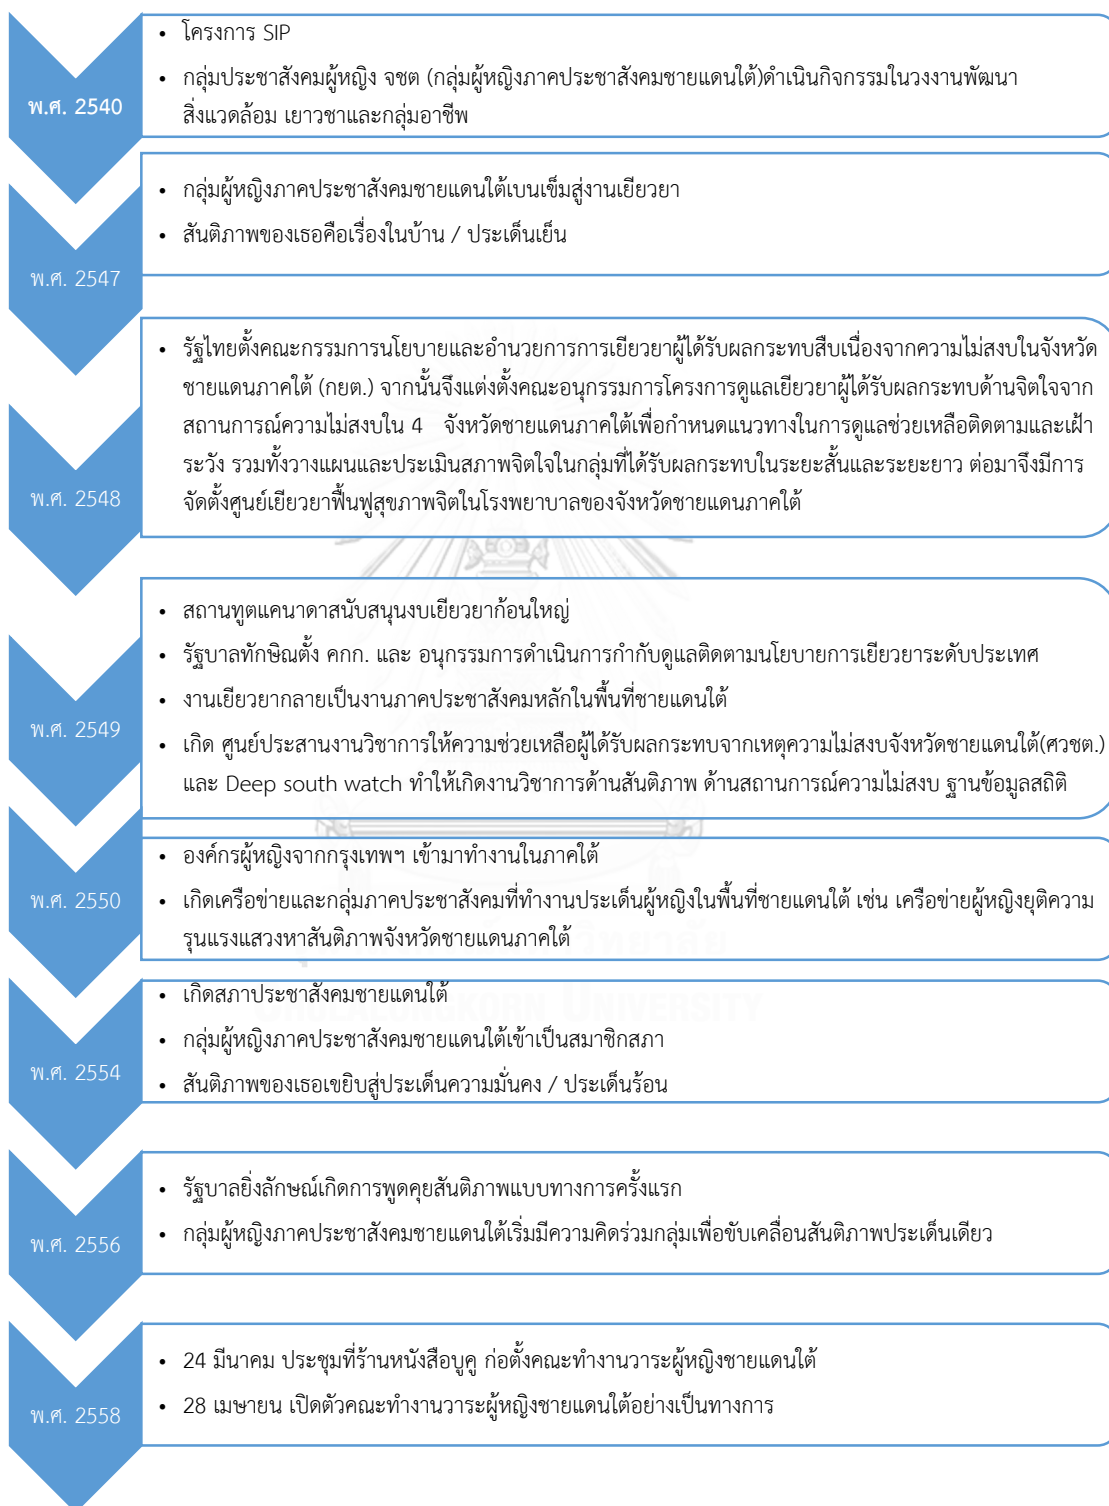 พ.ศ. 2540
• โครงการ SIP
• กลุ่มประชาสังคมผู้หญิง จชต (กลุ่มผู้หญิงภาคประชาสังคมชายแดนใต้)ดำเนินกิจกรรมในวงงานพัฒนา
สิ่งแวดล้อม เยาวชาและกลุ่มอาชีพ
พ.ศ. 2547
• กลุ่มผู้หญิงภาคประชาสังคมชายแดนใต้เบนเข็มสู่งานเยียวยา
• สันติภาพของเธอคือเรื่องในบ้าน / ประเด็นเย็น
พ.ศ. 2548
• รัฐไทยตั้งคณะกรรมการนโยบายและอำนวยการการเยียวยาผู้ได้รับผลกระทบสืบเนื่องจากความไม่สงบในจังหวัด
ชายแดนภาคใต้ (กยต.) จากนั้นจึงแต่งตั้งคณะอนุกรรมการโครงการดูแลเยียวยาผู้ได้รับผลกระทบด้านจิตใจจาก
สถานการณ์ความไม่สงบใน 4 จังหวัดชายแดนภาคใต้เพื่อกำหนดแนวทางในการดูแลช่วยเหลือติดตามและเฝ้า
ระวัง รวมทั้งวางแผนและประเมินสภาพจิตใจในกลุ่มที่ได้รับผลกระทบในระยะสั้นและระยะยาว ต่อมาจึงมีการ
จัดตั้งศูนย์เยียวยาฟื้นฟูสุขภาพจิตในโรงพยาบาลของจังหวัดชายแดนภาคใต้
พ.ศ. 2549
• สถานทูตแคนาดาสนับสนุนงบเยียวยาก้อนใหญ่
• รัฐบาลทักษิณตั้ง คกก. และ อนุกรรมการดำเนินการกำกับดูแลติดตามนโยบายการเยียวยาระดับประเทศ
• งานเยียวยากลายเป็นงานภาคประชาสังคมหลักในพื้นที่ชายแดนใต้
• เกิด ศูนย์ประสานงานวิชาการให้ความช่วยเหลือผู้ได้รับผลกระทบจากเหตุความไม่สงบจังหวัดชายแดนใต้(ศวชต.)
และ Deep south watch ทำให้เกิดงานวิชาการด้านสันติภาพ ด้านสถานการณ์ความไม่สงบ ฐานข้อมูลสถิติ
พ.ศ. 2550
• องค์กรผู้หญิงจากกรุงเทพฯ เข้ามาทำงานในภาคใต้
• เกิดเครือข่ายและกลุ่มภาคประชาสังคมที่ทำงานประเด็นผู้หญิงในพื้นที่ชายแดนใต้ เช่น เครือข่ายผู้หญิงยุติความ
รุนแรงแสวงหาสันติภาพจังหวัดชายแดนภาคใต้
พ.ศ. 2554
• เกิดสภาประชาสังคมชายแดนใต้
• กลุ่มผู้หญิงภาคประชาสังคมชายแดนใต้เข้าเป็นสมาชิกสภา
• สันติภาพของเธอเขยิบสู่ประเด็นความมั่นคง / ประเด็นร้อน
พ.ศ. 2556
• รัฐบาลยิ่งลักษณ์เกิดการพูดคุยสันติภาพแบบทางการครั้งแรก
• กลุ่มผู้หญิงภาคประชาสังคมชายแดนใต้เริ่มมีความคิดร่วมกลุ่มเพื่อขับเคลื่อนสันติภาพประเด็นเดียว
พ.ศ. 2558
• 24 มีนาคม ประชุมที่ร้านหนังสือบูคู ก่อตั้งคณะทำงานวาระผู้หญิงชายแดนใต้
• 28 เมษายน เปิดตัวคณะทำงานวาระผู้หญิงชายแดนใต้อย่างเป็นทางการ